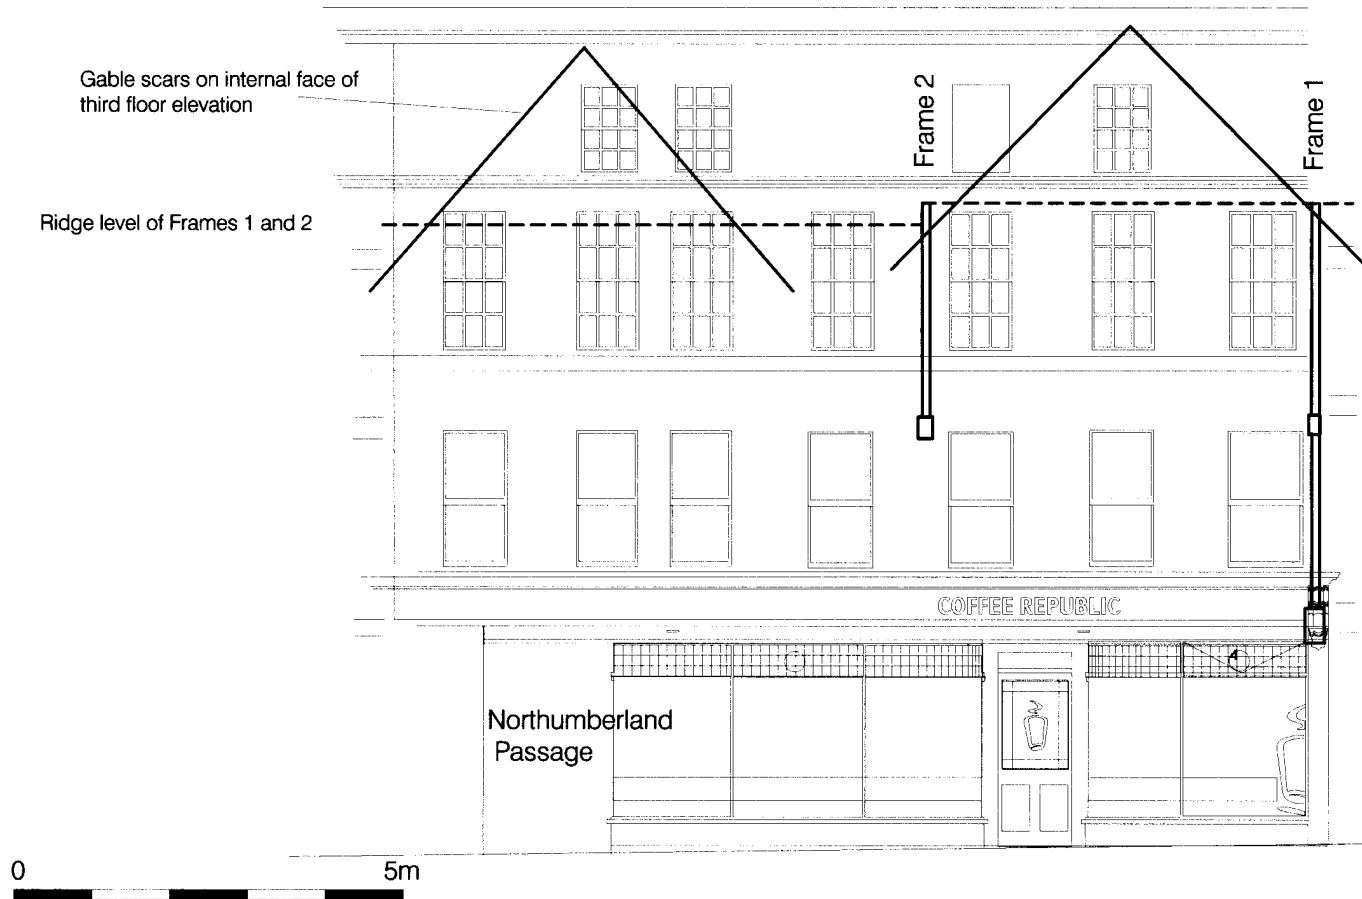 Gable scars on internal face of
third floor elevation
Frame 2
Frame 1
Ridge level of Frames 1 and 2
COFFEE REPUBLIC
Northumberland
Passage
0
5m